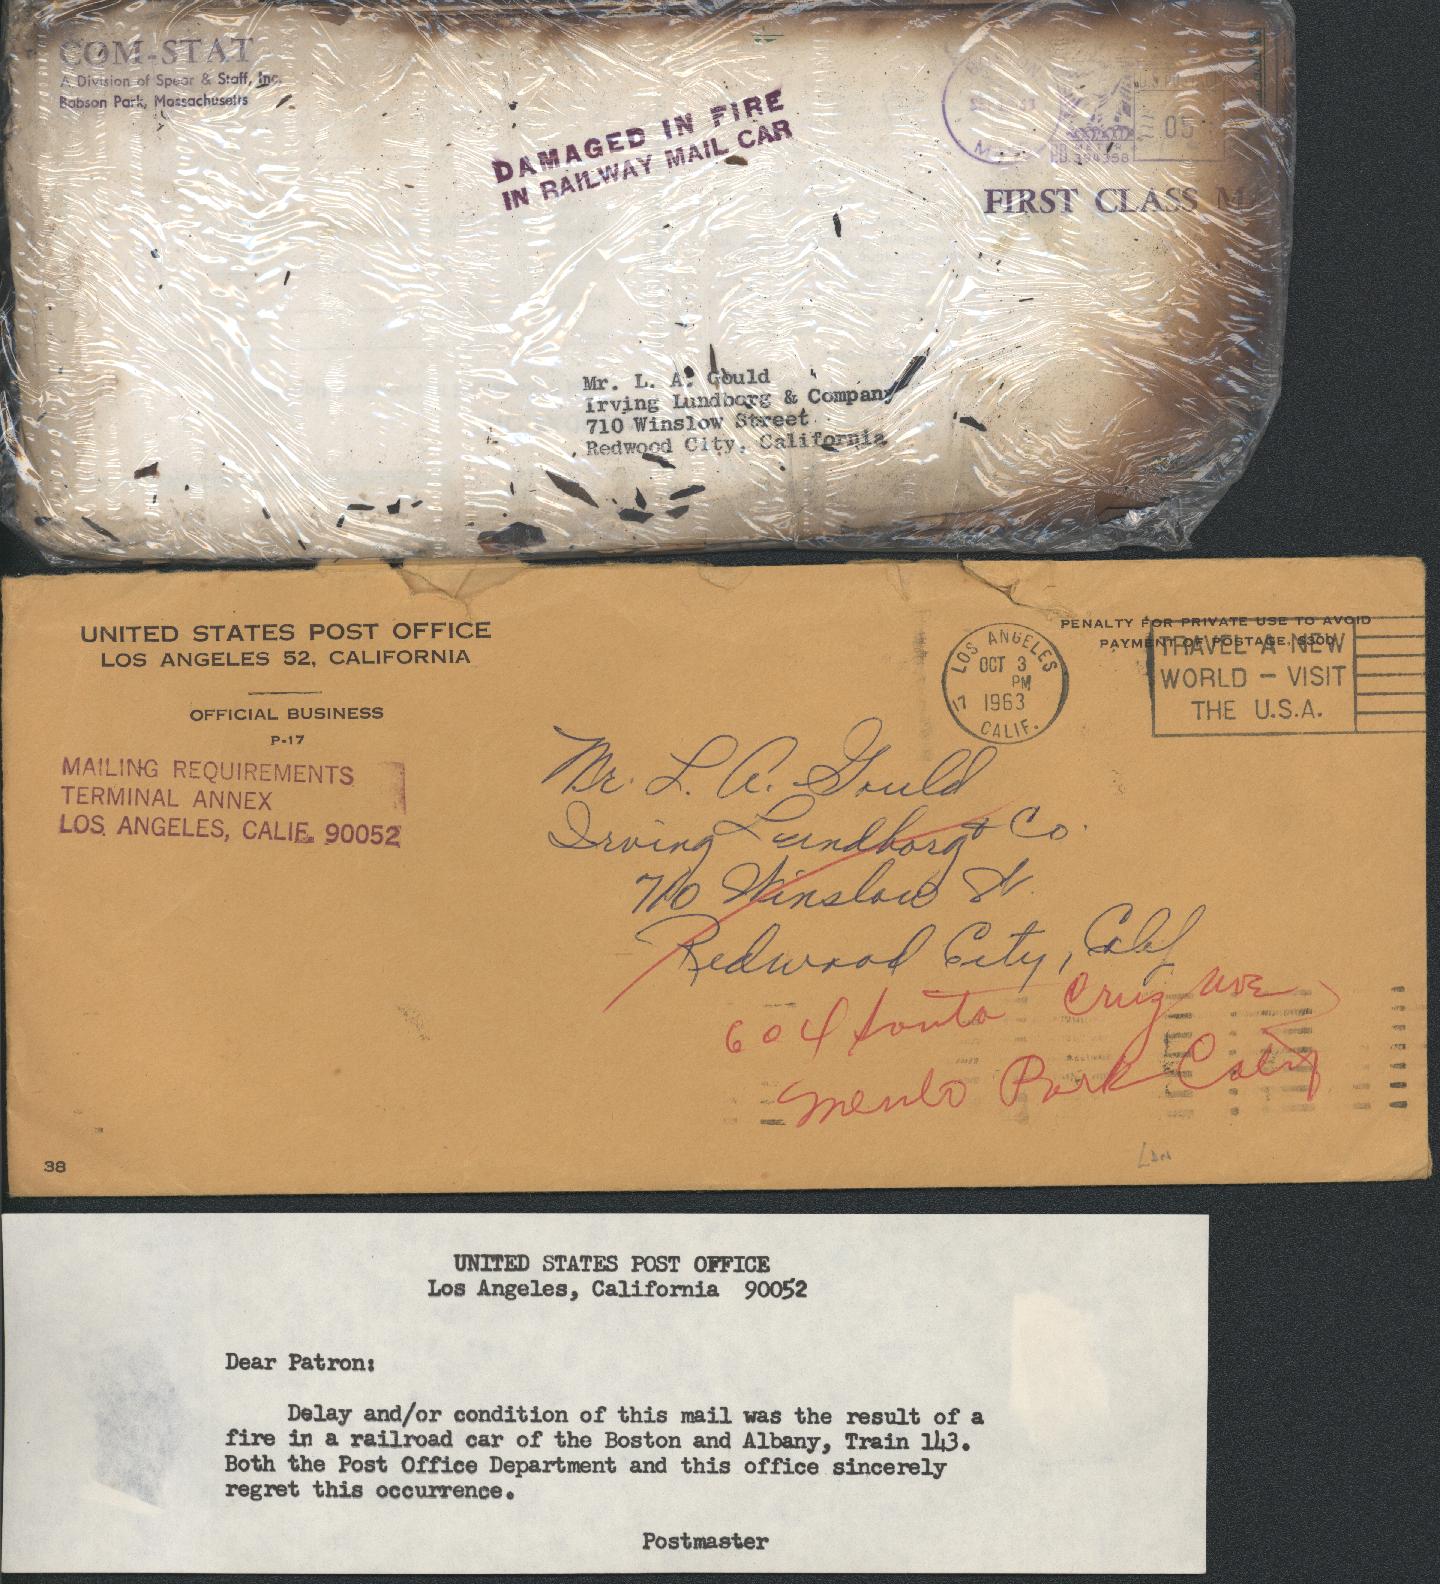 COM-STAT
A Division of Spear & Staff, Inc.
Babson Park, Massachusetts
DAMAGED IN FIRE
IN RAILWAY MAIL CAR
05
FIRST CLASS M
Mr. L. A. Gould
Irving Lundborg & Company
710 Winslow Street
Redwood City, California
UNITED STATES POST OFFICE
LOS ANGELES 52, CALIFORNIA
OFFICIAL BUSINESS
P-17
MAILING REQUIREMENTS
TERMINAL ANNEX
LOS ANGELES, CALIF. 90052
LOS ANGELES
OCT 3
PM
17 1963
CALIF.
PENALTY FOR PRIVATE USE TO AVOID
PAYMENT OF POSTAGE, $300
TRAVEL A NEW
WORLD - VISIT
THE U.S.A.
Mr. L. A. Gould
Irving Lundborg & Co.
710 Winslow St.
Redwood City, Calif
604 Santa Cruz Ave
Menlo Park Calif
38
UNITED STATES POST OFFICE
Los Angeles, California 90052
Dear Patron:
Delay and/or condition of this mail was the result of a
fire in a railroad car of the Boston and Albany, Train 143.
Both the Post Office Department and this office sincerely
regret this occurrence.
Postmaster